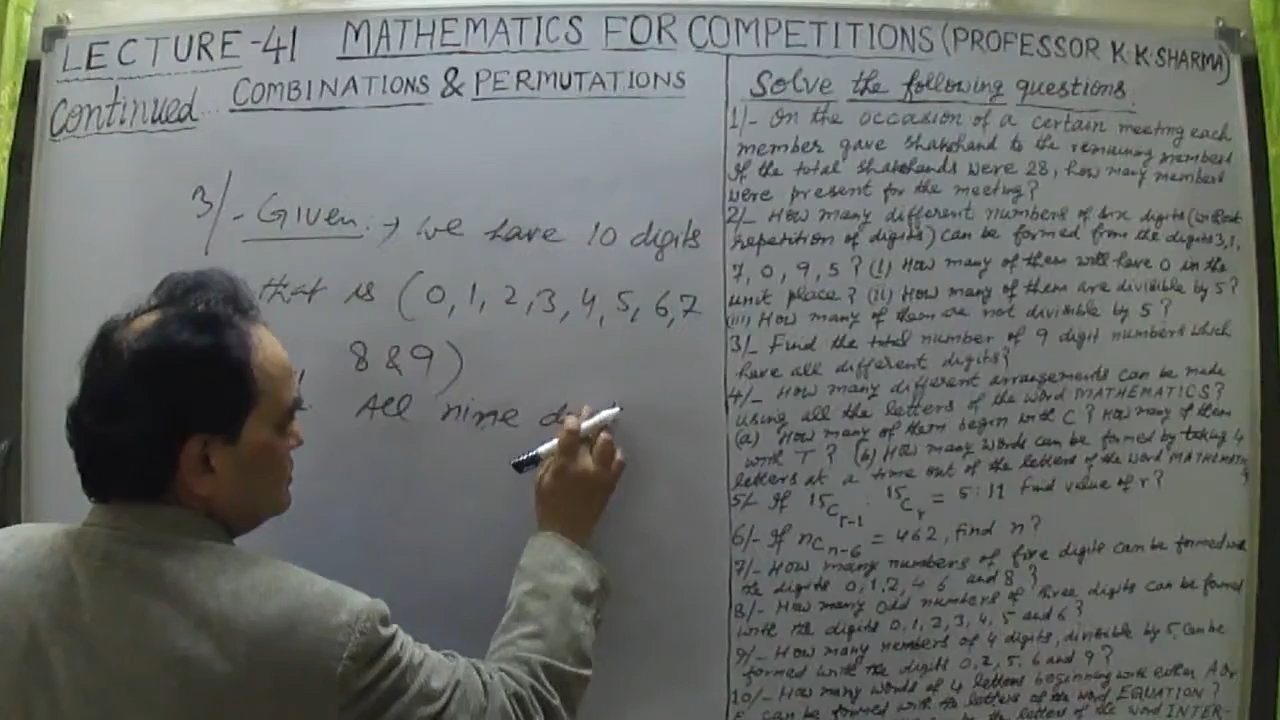 LECTURE-41 MATHEMATICS FOR COMPETITIONS (PROFESSOR K.K.SHARMA)
Continued... COMBINATIONS & PERMUTATIONS
3/- Given → we have 10 digits
that is (0, 1, 2, 3, 4, 5, 6, 7
8 & 9)
All nine
Solve the following questions.
1/- On the occasion of a certain meeting each
member gave shakehand to the remaining members
If the total shakehands were 28, how many members
were present for the meeting?
2/- How many different numbers of six digits (without
repetition of digits) can be formed from the digits 3, 1,
7, 0, 9, 5 ? (i) How many of them will have 0 in the
unit place? (ii) How many of them are divisible by 5?
(iii) How many of them are not divisible by 5 ?
3/- Find the total number of 9 digit numbers which
have all different digits?
4/- How many different arrangements can be made
using all the letters of the word MATHEMATICS?
(a) How many of them begin with C ? How many of them
with T ? (b) How many words can be formed by taking 4
letters at a time out of the letters of the word MATHEMATIC
5/- If 15Cr-1 : 15Cr = 5:11 find value of r?
6/- If nCn-6 = 462, find n?
7/- How many numbers of five digits can be formed with
the digits 0, 1, 2, 4 6 and 8 ?
8/- How many odd numbers of three digits can be formed
with the digits 0, 1, 2, 3, 4, 5 and 6 ?
9/- How many numbers of 4 digits, divisible by 5, can be
formed with the digits 0, 2, 5, 6 and 9 ?
10/- How many words of 4 letters beginning with either A or
E can be formed with the letters of the word EQUATION ?
the letters of the word INTER-